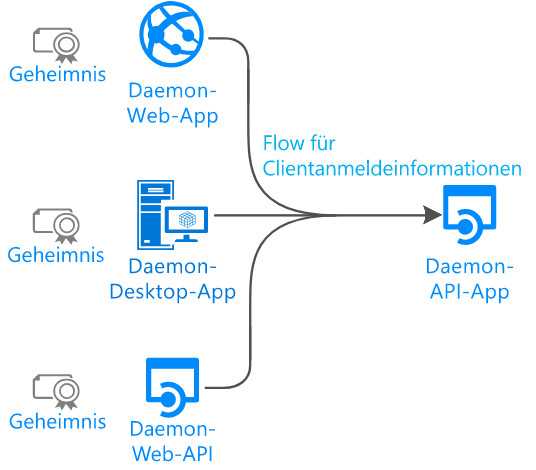 Geheimnis
Daemon-
Web-App
Flow für
Clientanmeldeinformationen
Geheimnis
Daemon-
Desktop-App
Daemon-
API-App
Geheimnis
Daemon-
Web-API